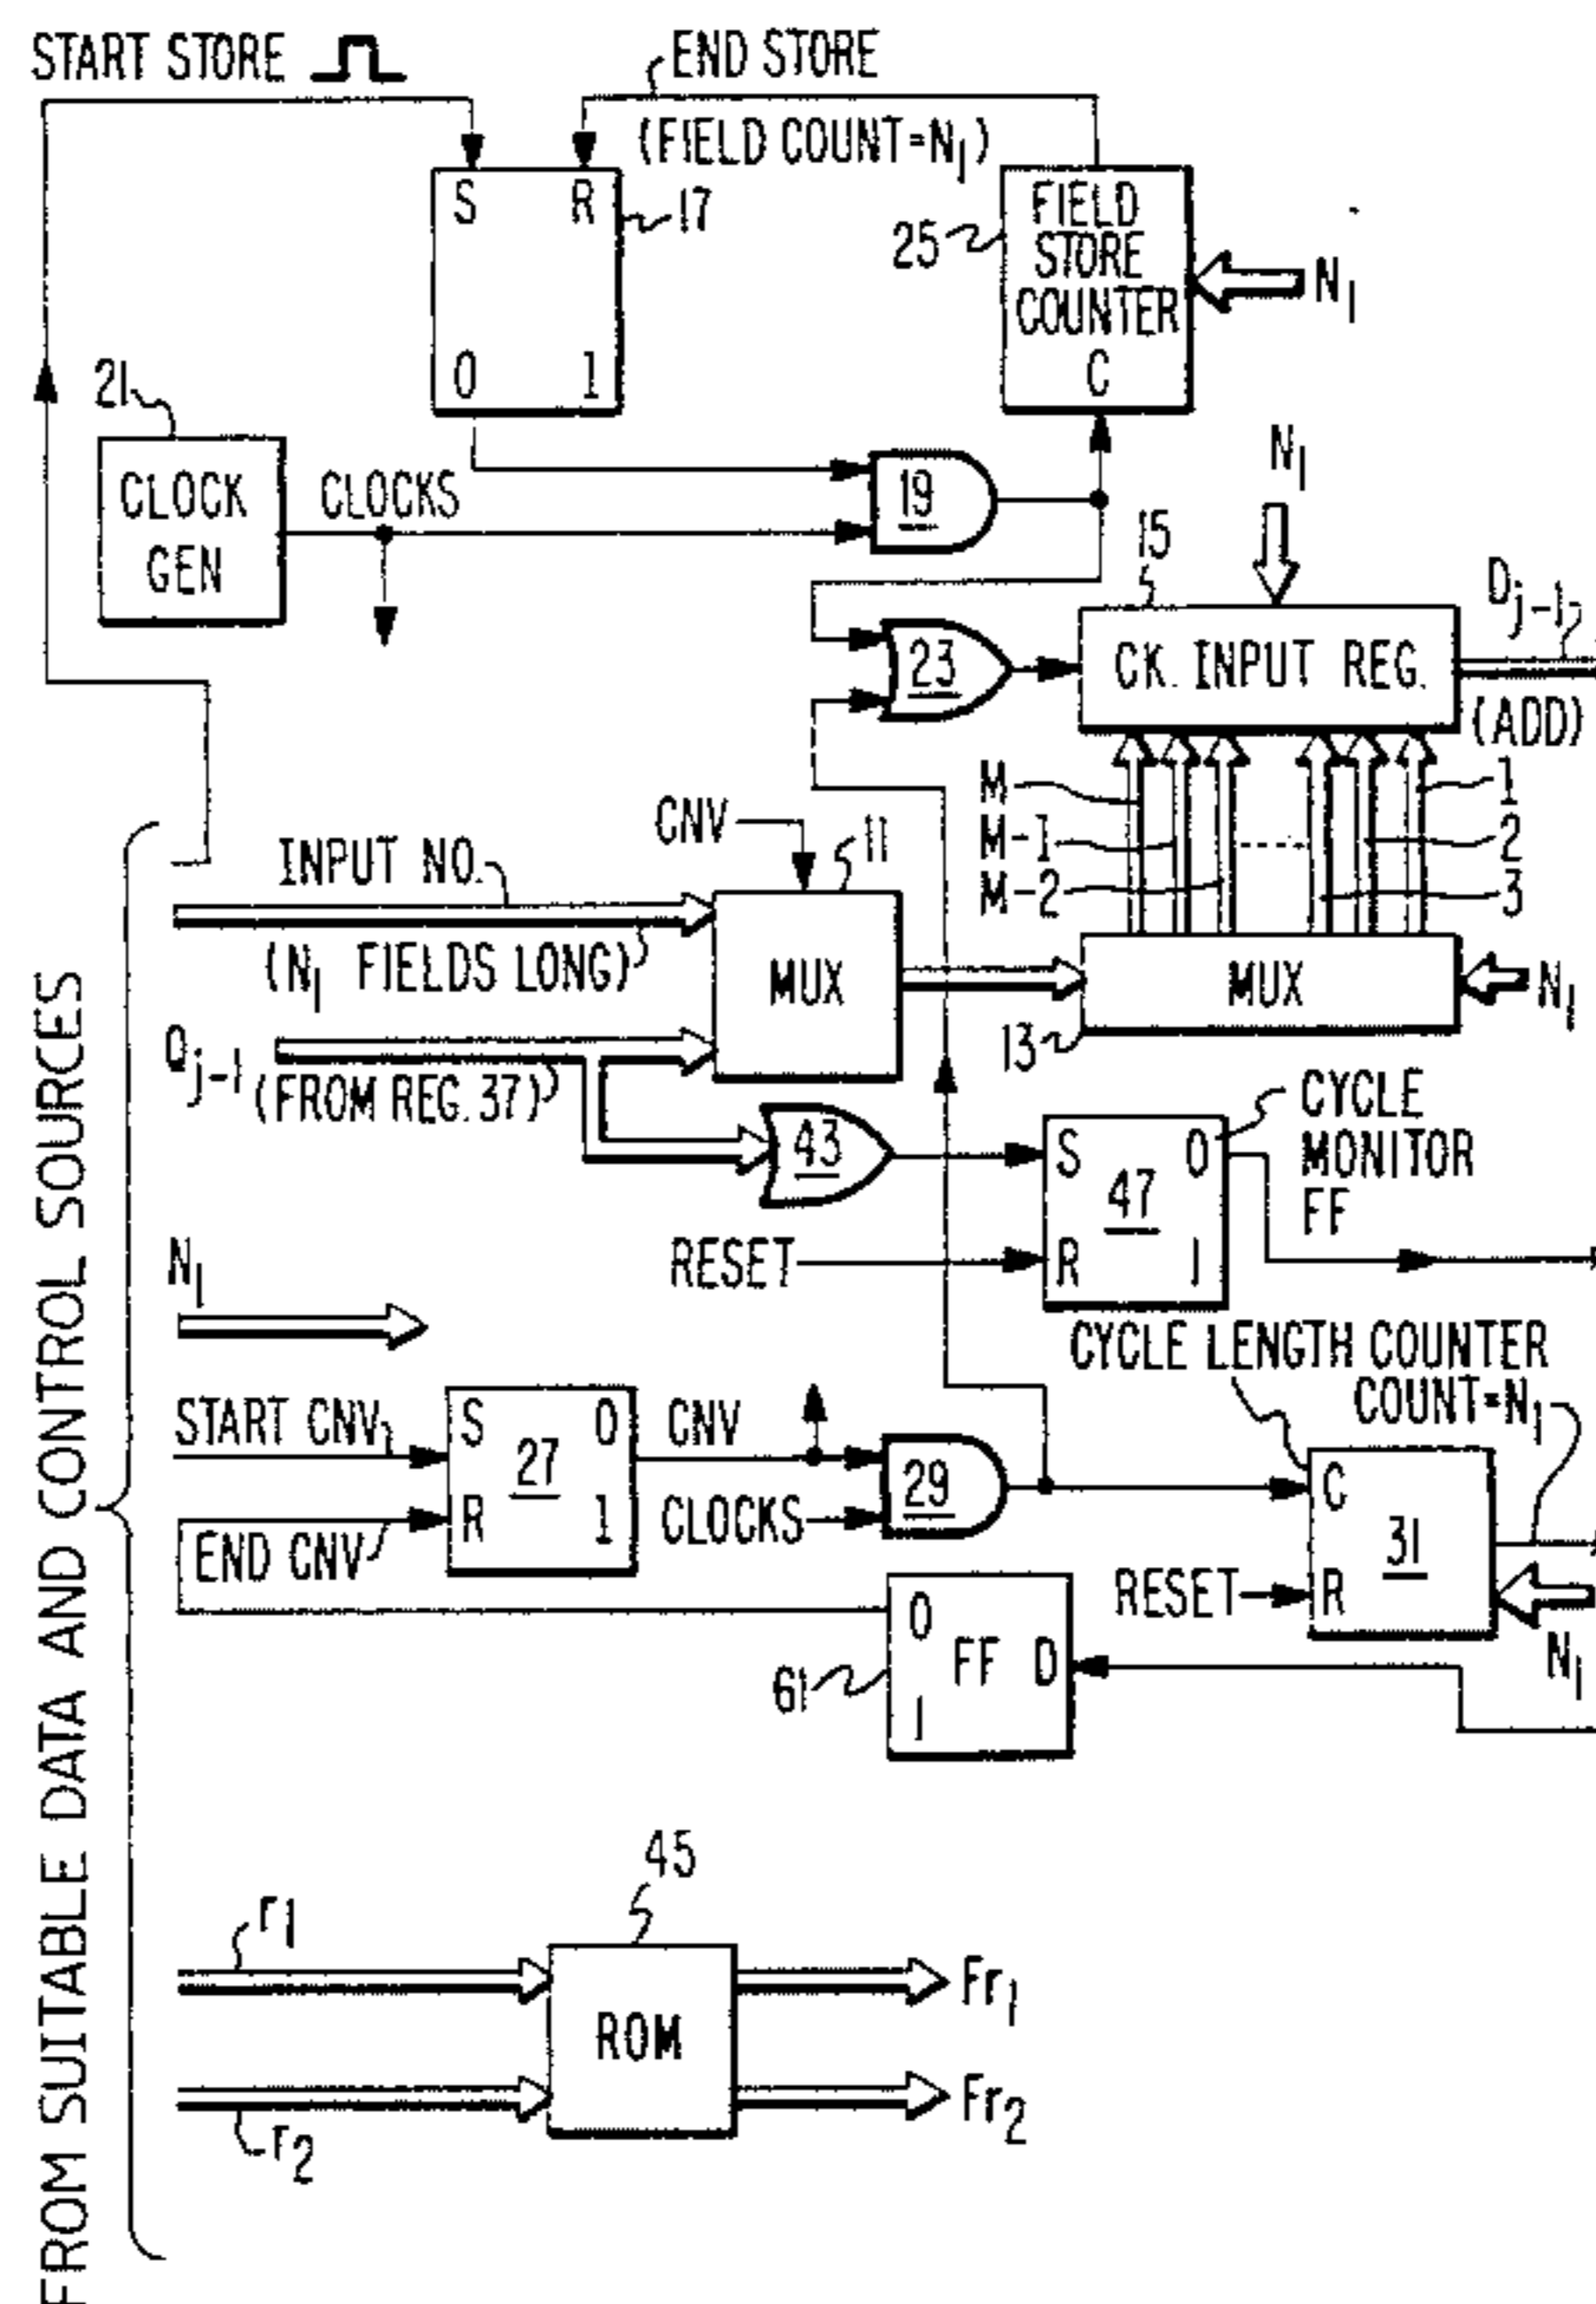 START STORE
END STORE
(FIELD COUNT=N1)
S R
17
0 1
25
FIELD
STORE
COUNTER
C
N1
21
CLOCK
GEN
CLOCKS
19
N1
15
23
CK. INPUT REG.
Dj-1
(ADD)
M
M-1
M-2
1
2
3
CNV
11
INPUT NO.
(N1 FIELDS LONG)
MUX
MUX
N1
13
Qj-1
(FROM REG. 37)
43
S 0
47
R 1
CYCLE
MONITOR
FF
RESET
N1
CYCLE LENGTH COUNTER
COUNT=N1
START CNV
S 0
27
R 1
CNV
CLOCKS
29
END CNV
C
31
R
RESET
N1
0
FF D
1
61
45
r1
ROM
Fr1
r2
Fr2
FROM SUITABLE DATA AND CONTROL SOURCES